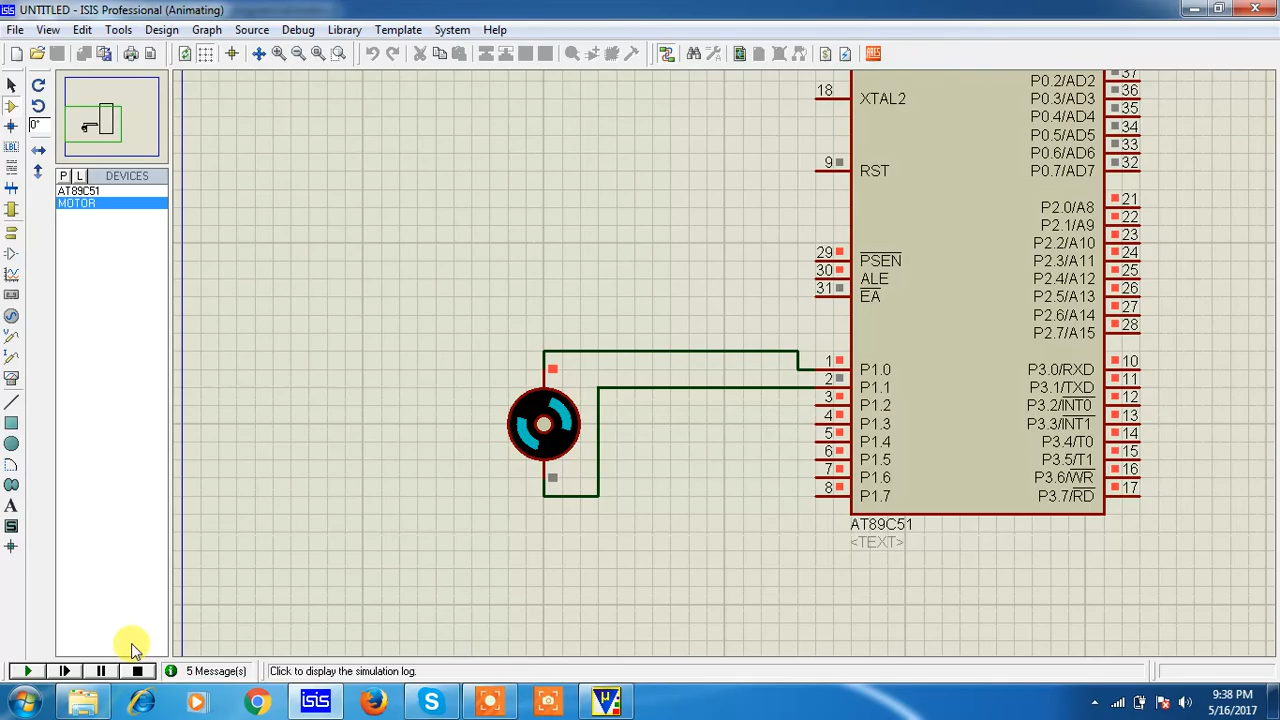 UNTITLED - ISIS Professional (Animating)
File View Edit Tools Design Graph Source Debug Library Template System Help
ARES
0°
LBL
P L DEVICES
AT89C51
MOTOR
A
18 XTAL2
9 RST
29 PSEN
30 ALE
31 EA
1 P1.0
2 P1.1
3 P1.2
4 P1.3
5 P1.4
6 P1.5
7 P1.6
8 P1.7
P0.2/AD2 37
P0.3/AD3 36
P0.4/AD4 35
P0.5/AD5 34
P0.6/AD6 33
P0.7/AD7 32
P2.0/A8 21
P2.1/A9 22
P2.2/A10 23
P2.3/A11 24
P2.4/A12 25
P2.5/A13 26
P2.6/A14 27
P2.7/A15 28
P3.0/RXD 10
P3.1/TXD 11
P3.2/INT0 12
P3.3/INT1 13
P3.4/T0 14
P3.5/T1 15
P3.6/WR 16
P3.7/RD 17
AT89C51
<TEXT>
5 Message(s) Click to display the simulation log.
isis
9:38 PM
5/16/2017